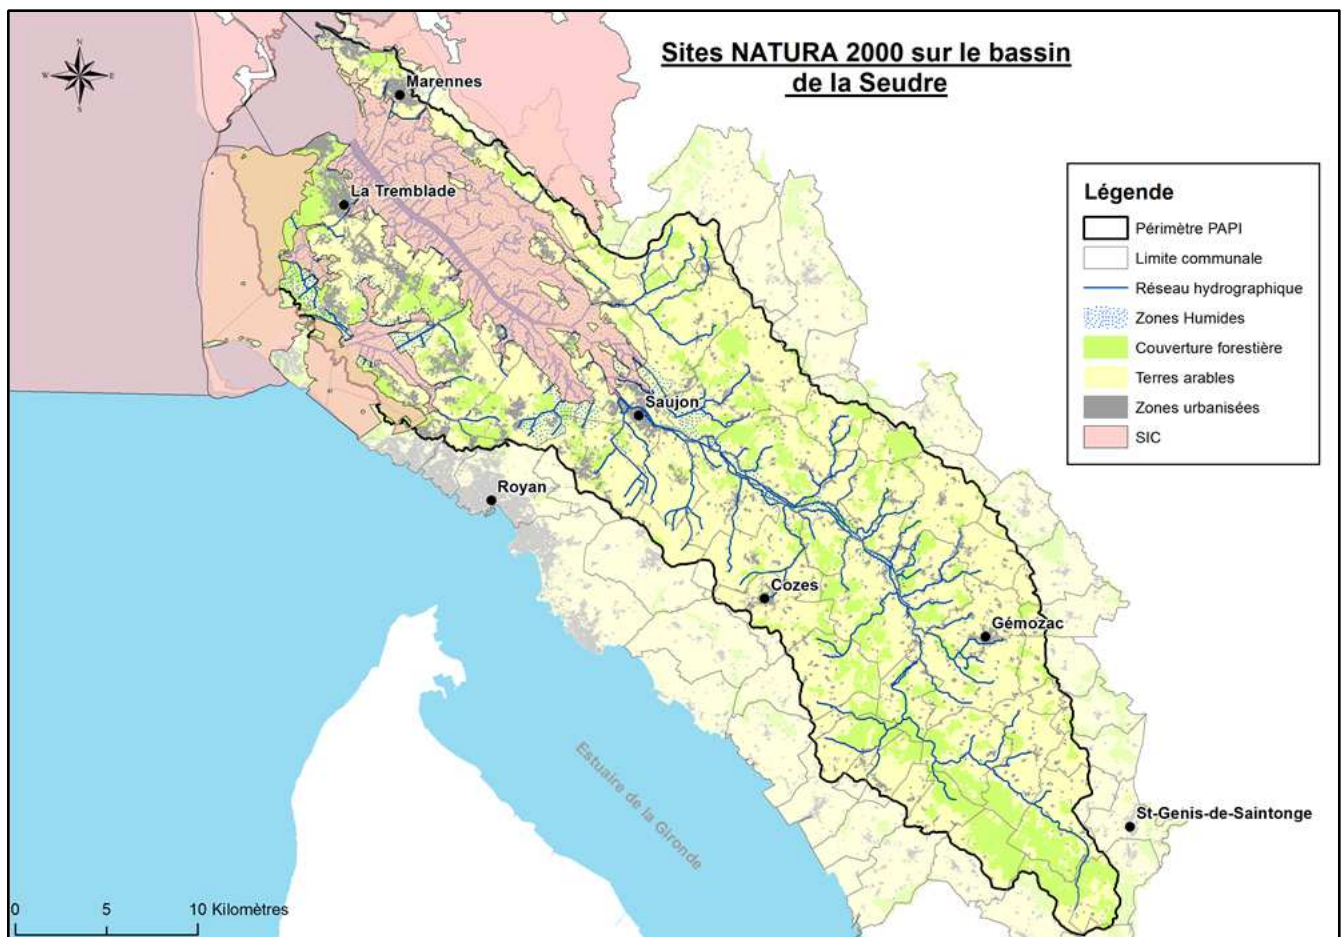 Sites NATURA 2000 sur le bassin
de la Seudre
N
W
E
S
Marennes
La Tremblade
Saujon
Royan
Cozes
Gémozac
St-Genis-de-Saintonge
Estuaire de la Gironde
Légende
Périmètre PAPI
Limite communale
Réseau hydrographique
Zones Humides
Couverture forestière
Terres arables
Zones urbanisées
SIC
0 5 10 Kilomètres